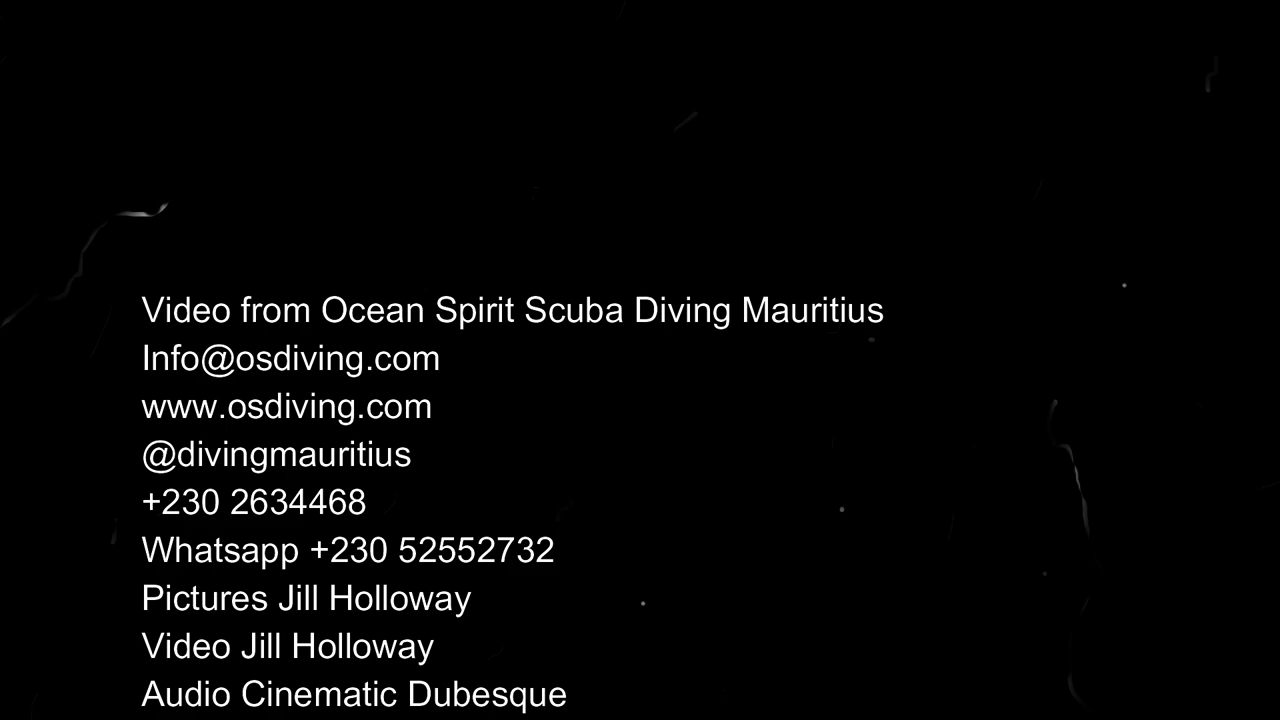 Video from Ocean Spirit Scuba Diving Mauritius
Info@osdiving.com
www.osdiving.com
@divingmauritius
+230 2634468
Whatsapp +230 52552732
Pictures Jill Holloway
Video Jill Holloway
Audio Cinematic Dubesque